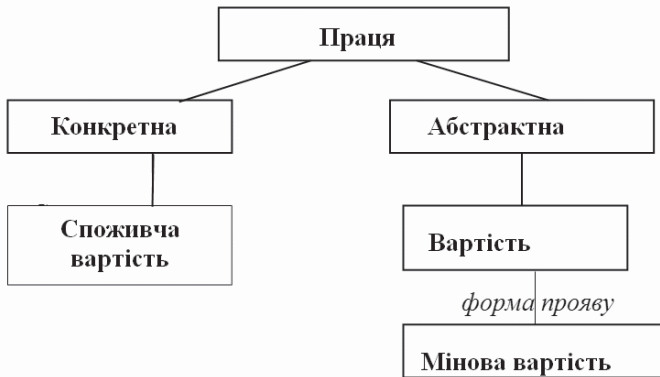 Праця
Конкретна
Абстрактна
Споживча
вартість
Вартість
форма прояву
Мінова вартість